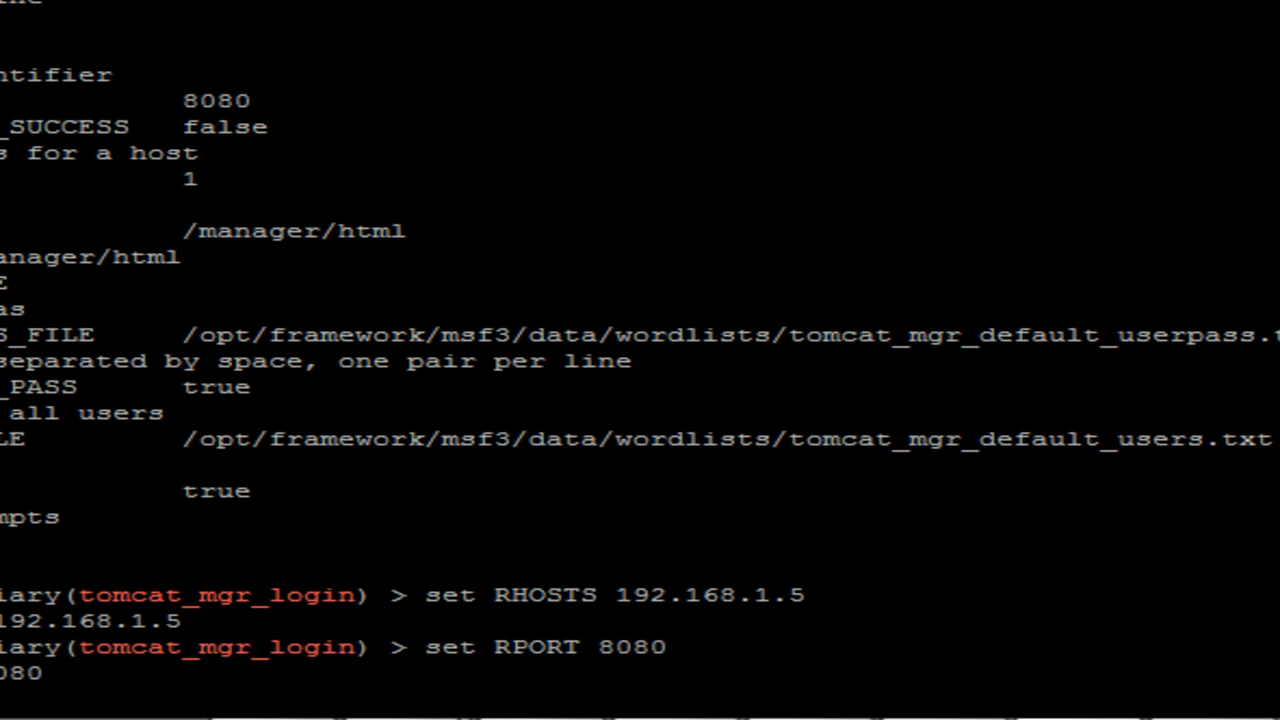 ntifier
8080
_SUCCESS false
s for a host
1
/manager/html
anager/html
E
as
S_FILE /opt/framework/msf3/data/wordlists/tomcat_mgr_default_userpass.t
separated by space, one pair per line
_PASS true
all users
LE /opt/framework/msf3/data/wordlists/tomcat_mgr_default_users.txt
true
mpts
iary(tomcat_mgr_login) > set RHOSTS 192.168.1.5
192.168.1.5
iary(tomcat_mgr_login) > set RPORT 8080
080